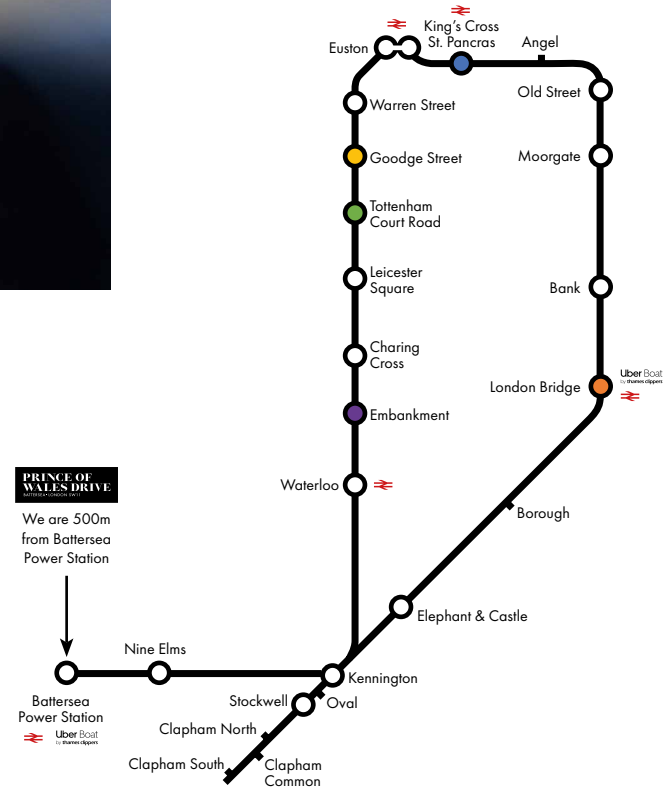 King's Cross
St. Pancras
Euston
Angel
Old Street
Warren Street
Moorgate
Goodge Street
Tottenham
Court Road
Leicester
Square
Bank
Charing
Cross
London Bridge
Uber Boat
by thames clippers
Embankment
Waterloo
PRINCE OF
WALES DRIVE
BATTERSEA•LONDON SW11
We are 500m
from Battersea
Power Station
Borough
Elephant & Castle
Nine Elms
Kennington
Battersea
Power Station
Uber Boat
by thames clippers
Stockwell
Oval
Clapham North
Clapham South
Clapham
Common